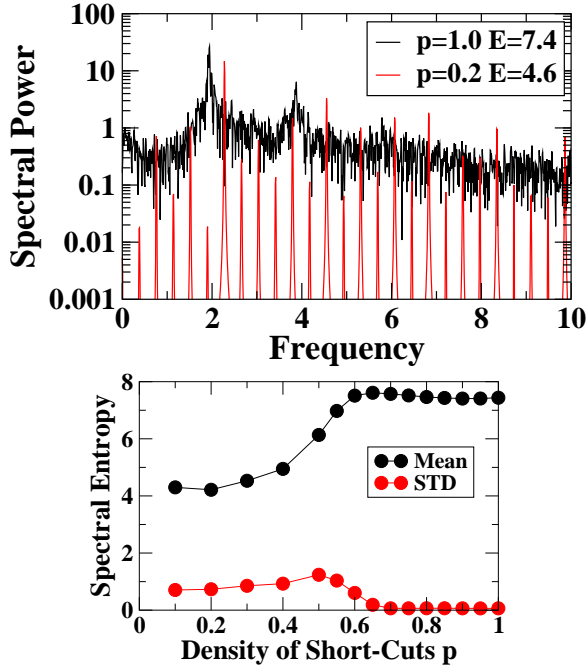 100
10
1
0.1
0.01
0.001
Spectral Power
p=1.0 E=7.4
p=0.2 E=4.6
0 2 4 6 8 10
Frequency
8
6
4
2
0
Spectral Entropy
Mean
STD
0 0.2 0.4 0.6 0.8 1
Density of Short-Cuts p